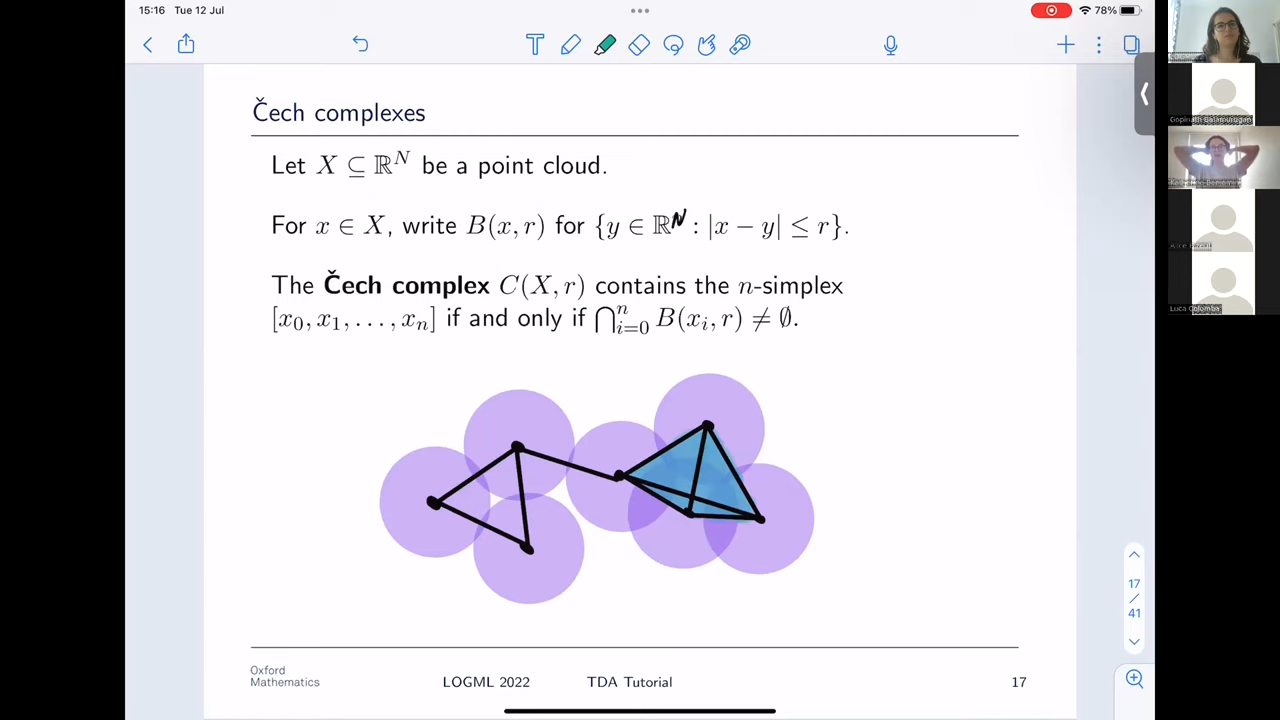 15:16 Tue 12 Jul
78%
Čech complexes
Let X ⊆ ℝ^N be a point cloud.
For x ∈ X, write B(x, r) for {y ∈ ℝ^N : |x − y| ≤ r}.
The Čech complex C(X, r) contains the n-simplex
[x_0, x_1, . . . , x_n] if and only if ⋂_{i=0}^n B(x_i, r) ≠ ∅.
17
/
41
Oxford
Mathematics
LOGML 2022 TDA Tutorial 17